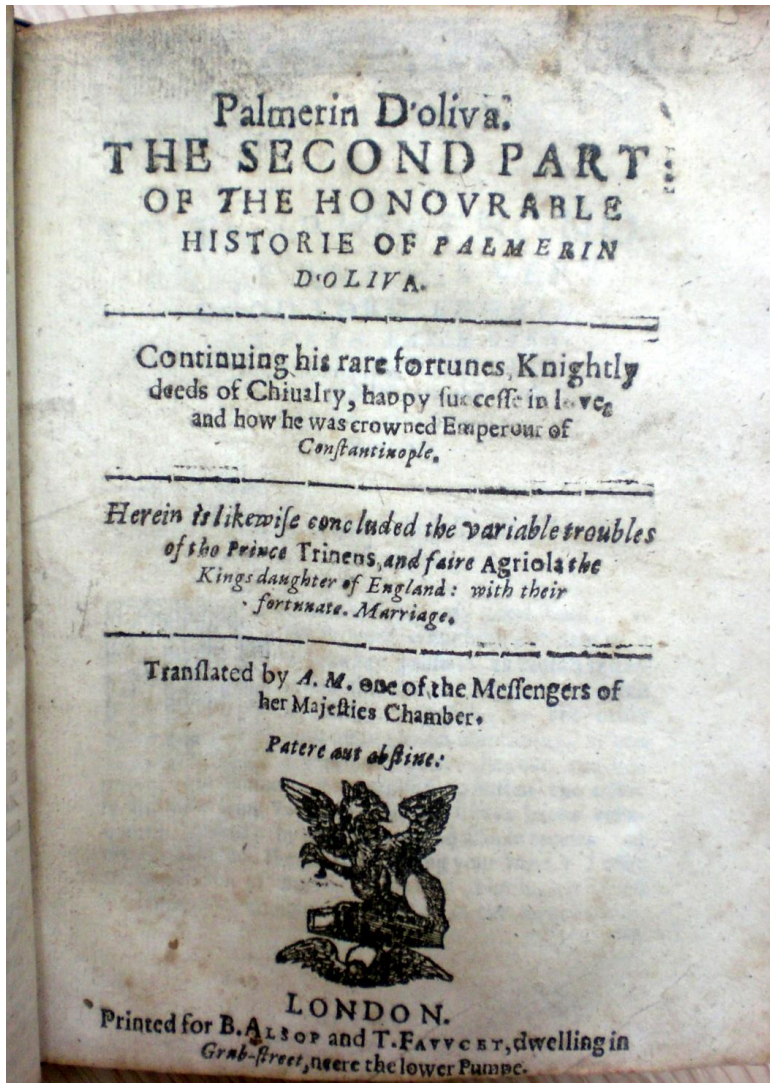 Palmerin D'oliva.
THE SECOND PART
OF THE HONOVRABLE
HISTORIE OF PALMERIN
D'OLIVA.
Continuing his rare fortunes, Knightly
deeds of Chiualry, happy ſucceſſe in love,
and how he was crowned Emperour of
Conſtantinople.
Herein is likewiſe concluded the variable troubles
of the Prince Trineus, and faire Agriola the
Kings daughter of England: with their
fortunate. Marriage.
Tranſlated by A. M. one of the Meſſengers of
her Majeſties Chamber.
Patere aut abſtine:
LONDON.
Printed for B. ALSOP and T. FAVVCET, dwelling in
Grub-ſtreet, neere the lower Pumpe.